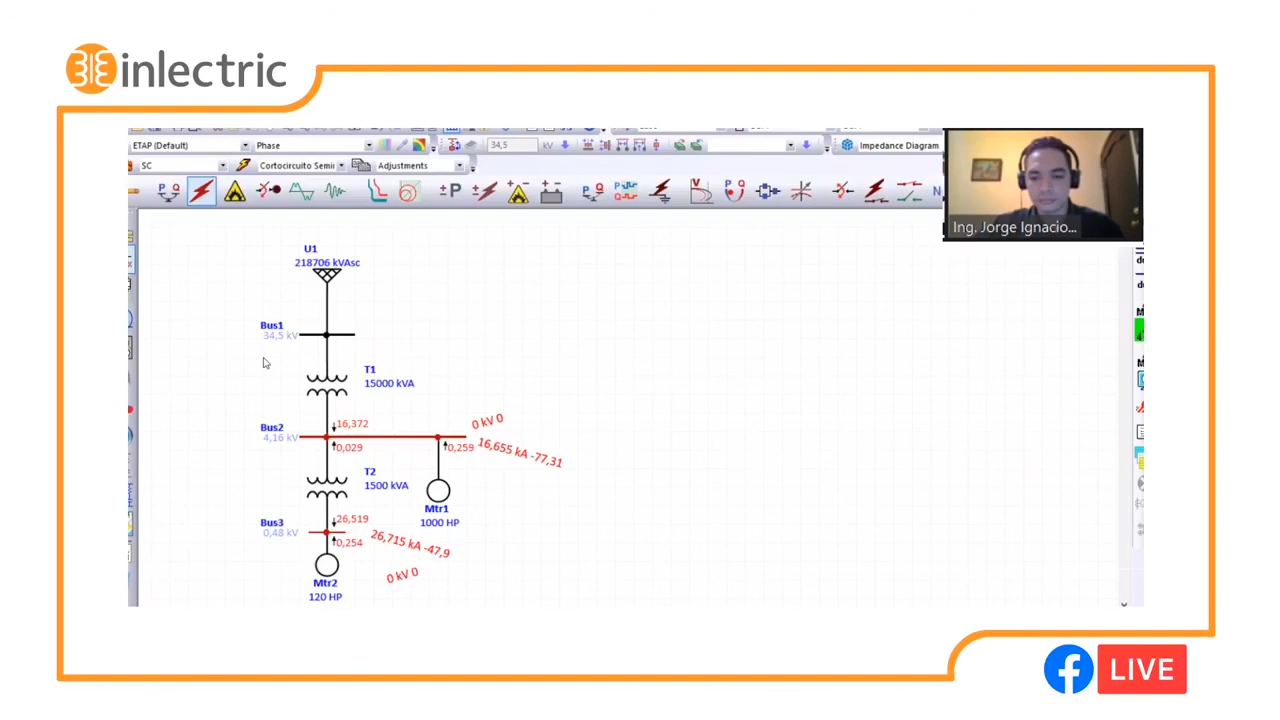 inlectric
ETAP (Default)
Phase
34,5
kV
Impedance Diagram
SC
Cortocircuito Semi
Adjustments
Ing. Jorge Ignacio...
U1
218706 kVAsc
Bus1
34,5 kV
T1
15000 kVA
16,372
0 kV 0
Bus2
4,16 kV
0,029
0,259
16,655 kA -77,31
T2
1500 kVA
Mtr1
1000 HP
Bus3
0,48 kV
26,519
0,254
26,715 kA -47,9
0 kV 0
Mtr2
120 HP
LIVE